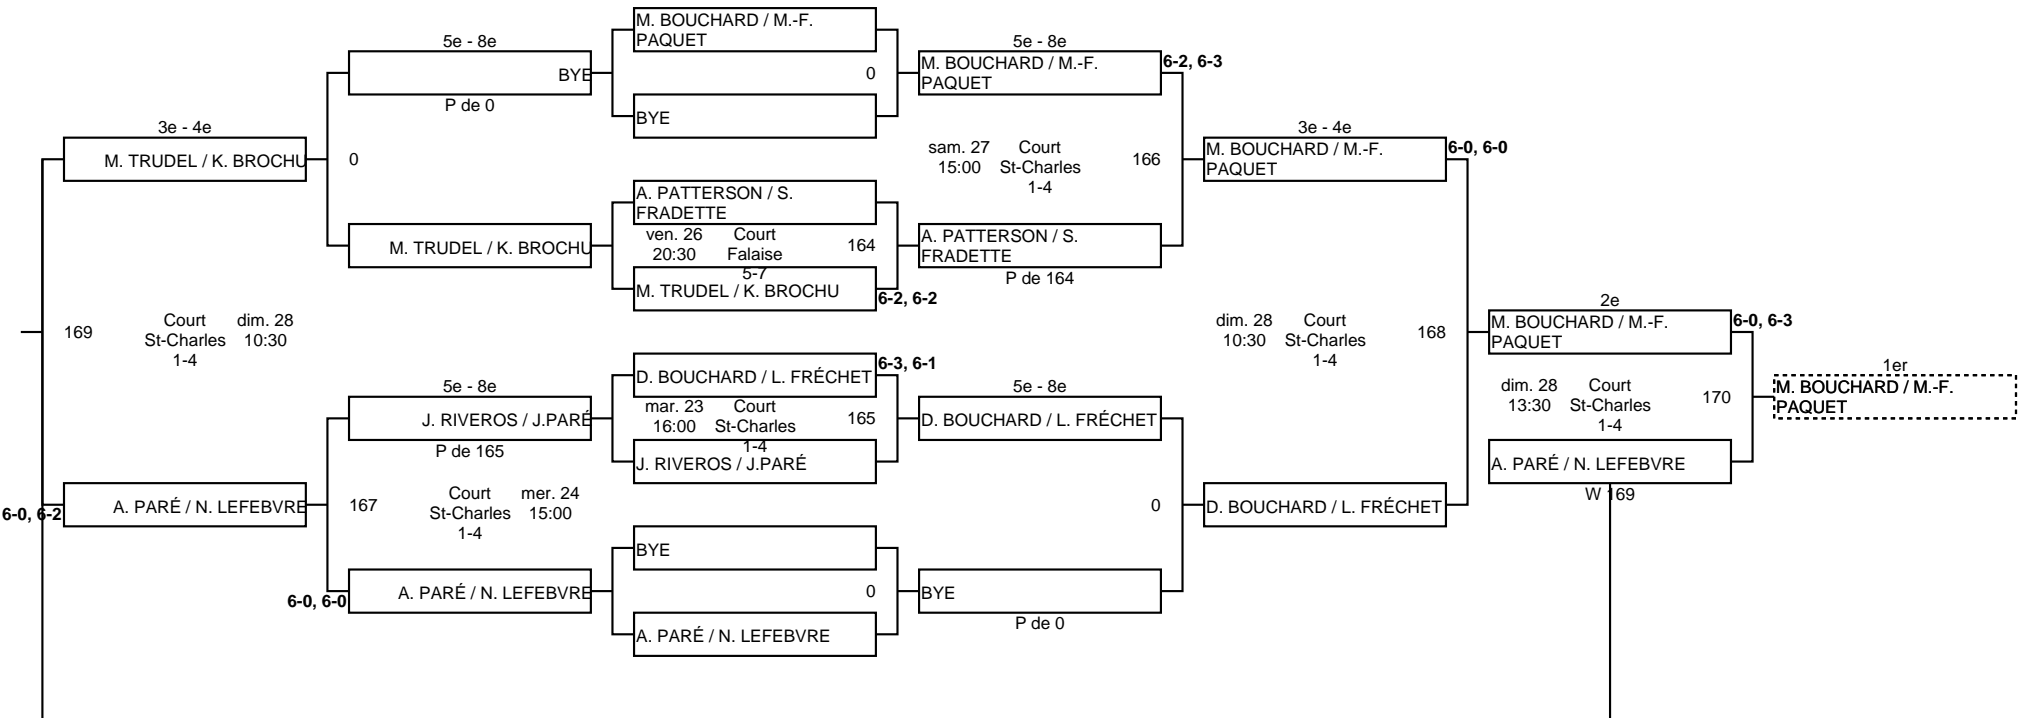 M. BOUCHARD / M.-F.
PAQUET
5e - 8e
BYE
P de 0
0
BYE
5e - 8e
M. BOUCHARD / M.-F.
PAQUET
6-2, 6-3
3e - 4e
M. TRUDEL / K. BROCHU
0
sam. 27 Court
15:00 St-Charles
1-4
166
3e - 4e
M. BOUCHARD / M.-F.
PAQUET
6-0, 6-0
A. PATTERSON / S.
FRADETTE
M. TRUDEL / K. BROCHU
ven. 26 Court
20:30 Falaise
5-7
164
M. TRUDEL / K. BROCHU
6-2, 6-2
A. PATTERSON / S.
FRADETTE
P de 164
169
Court dim. 28
St-Charles 10:30
1-4
dim. 28 Court
10:30 St-Charles
1-4
168
2e
M. BOUCHARD / M.-F.
PAQUET
6-0, 6-3
D. BOUCHARD / L. FRÉCHET
6-3, 6-1
5e - 8e
J. RIVEROS / J.PARÉ
P de 165
mar. 23 Court
16:00 St-Charles
1-4
165
J. RIVEROS / J.PARÉ
5e - 8e
D. BOUCHARD / L. FRÉCHET
dim. 28 Court
13:30 St-Charles
1-4
170
1er
M. BOUCHARD / M.-F.
PAQUET
A. PARÉ / N. LEFEBVRE
W 169
A. PARÉ / N. LEFEBVRE
6-0, 6-2
167
Court mer. 24
St-Charles 15:00
1-4
0
D. BOUCHARD / L. FRÉCHET
BYE
A. PARÉ / N. LEFEBVRE
6-0, 6-0
0
A. PARÉ / N. LEFEBVRE
BYE
P de 0